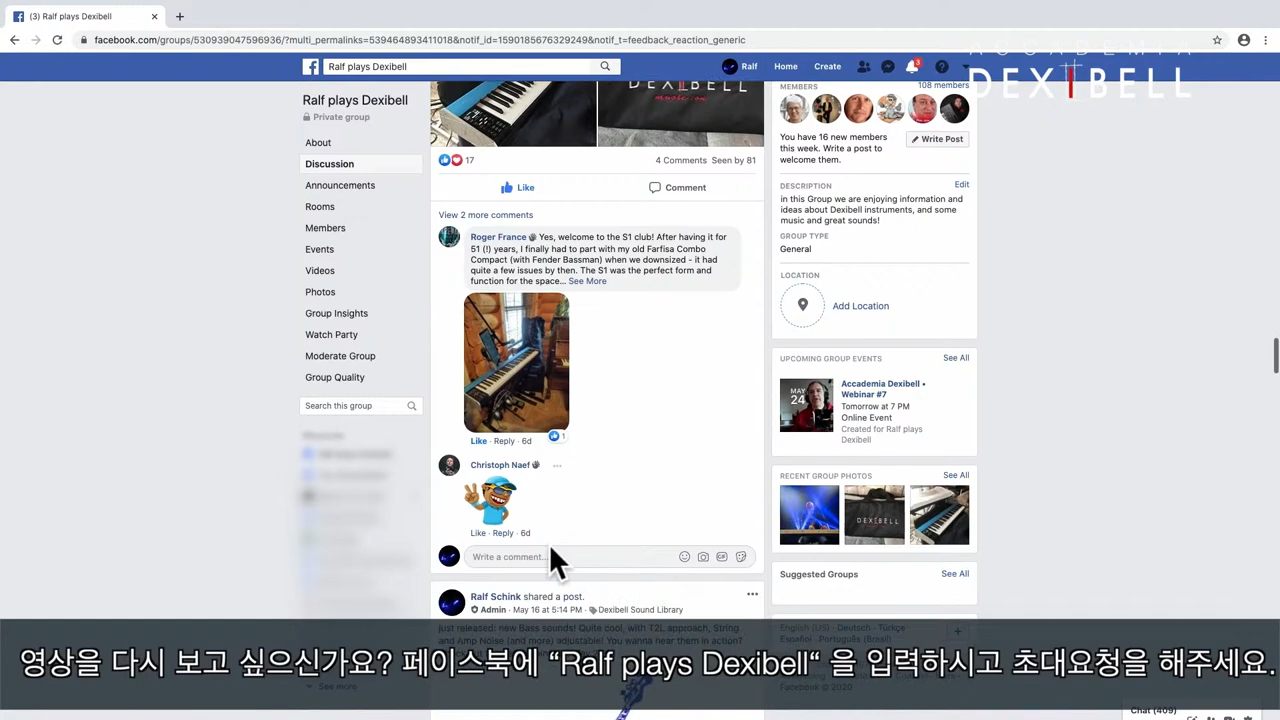 (3) Ralf plays Dexibell
facebook.com/groups/530939047596936/?multi_permalinks=539464893411018&notif_id=1590185676329249&notif_t=feedback_reaction_generic
Ralf plays Dexibell
Ralf Home Create
3
ACCADEMIA
DEXIBELL
Ralf plays Dexibell
Private group
About
Discussion
Announcements
Rooms
Members
Events
Videos
Photos
Group Insights
Watch Party
Moderate Group
Group Quality
Search this group
See more
DEXIBELL
music-on
17 4 Comments Seen by 81
Like Comment
View 2 more comments
Roger France Yes, welcome to the S1 club! After having it for
51 (!) years, I finally had to part with my old Farfisa Combo
Compact (with Fender Bassman) when we downsized - it had
quite a few issues by then. The S1 was the perfect form and
function for the space... See More
Like · Reply · 6d 1
Christoph Naef
Like · Reply · 6d
Write a comment...
Ralf Schink shared a post.
Admin · May 16 at 5:14 PM · Dexibell Sound Library
just released: new Bass sounds! Quite cool, with T2L approach, String
and Amp Noise (and more) adjustable! You wanna hear them in action?
MEMBERS 108 members
You have 16 new members
this week. Write a post to
welcome them.
Write Post
DESCRIPTION Edit
in this Group we are enjoying information and
ideas about Dexibell instruments, and some
music and great sounds!
GROUP TYPE
General
LOCATION
Add Location
UPCOMING GROUP EVENTS See All
MAY
24
Accademia Dexibell •
Webinar #7
Tomorrow at 7 PM
Online Event
Created for Ralf plays
Dexibell
RECENT GROUP PHOTOS See All
DEXIBELL
Suggested Groups See All
English (US) · Deutsch · Türkçe
Español · Português (Brasil)
Facebook © 2020
Chat (409)
영상을 다시 보고 싶으신가요? 페이스북에 “Ralf plays Dexibell“ 을 입력하시고 초대요청을 해주세요.